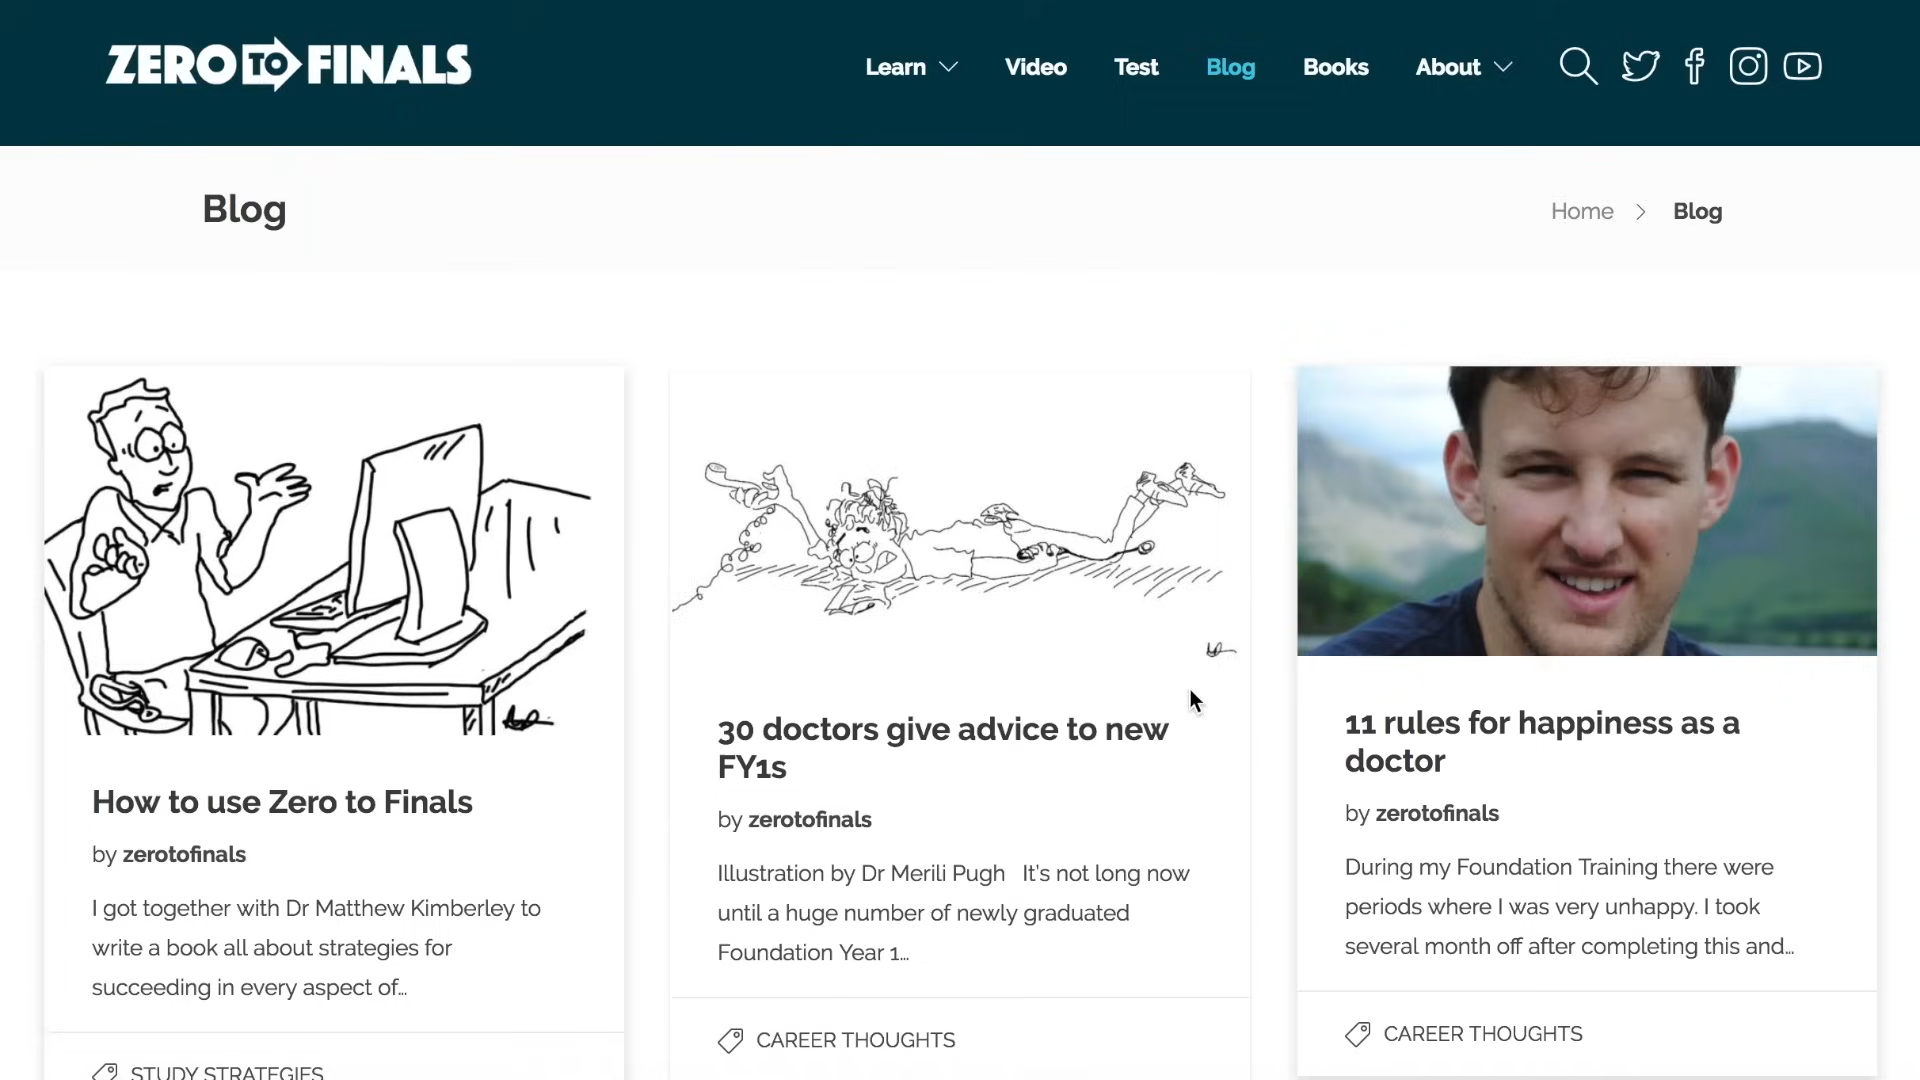 ZERO TO FINALS
Learn
Video
Test
Blog
Books
About
Blog
Home
Blog
How to use Zero to Finals
by zerotofinals
I got together with Dr Matthew Kimberley to
write a book all about strategies for
succeeding in every aspect of...
STUDY STRATEGIES
30 doctors give advice to new
FY1s
by zerotofinals
Illustration by Dr Merili Pugh It's not long now
until a huge number of newly graduated
Foundation Year 1...
CAREER THOUGHTS
11 rules for happiness as a
doctor
by zerotofinals
During my Foundation Training there were
periods where I was very unhappy. I took
several month off after completing this and...
CAREER THOUGHTS